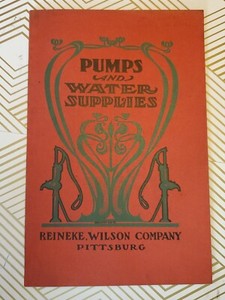 PUMPS
AND
WATER
SUPPLIES
REINEKE, WILSON COMPANY
PITTSBURG